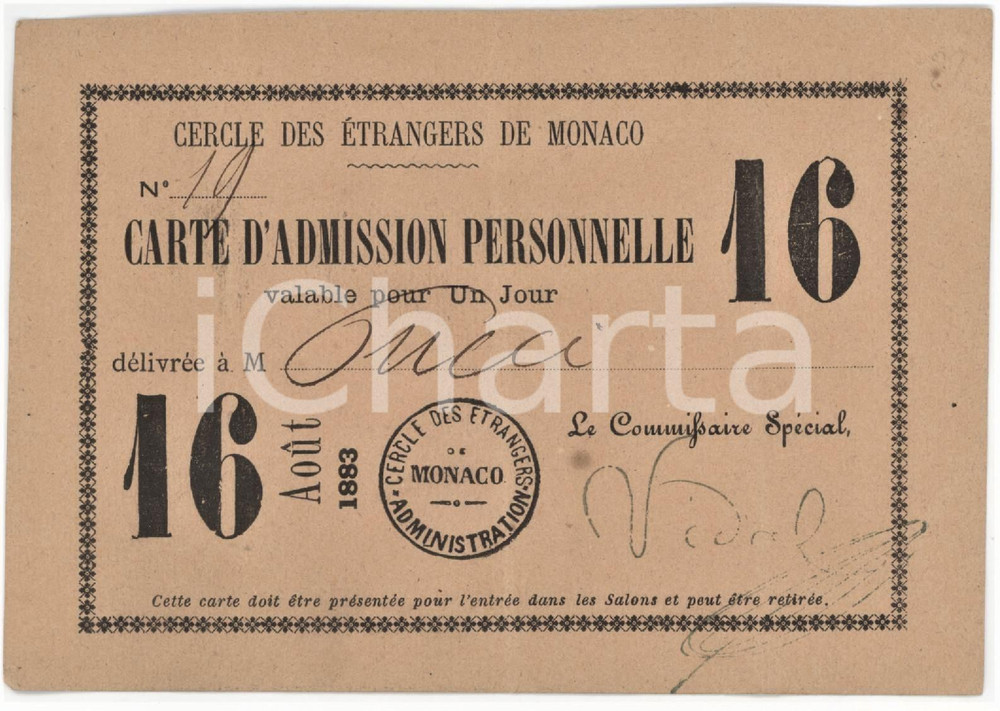 CERCLE DES ÉTRANGERS DE MONACO
N° 19
16
CARTE D'ADMISSION PERSONNELLE
valable pour Un Jour
iCharta
délivrée à M
16 Août 1883
CERCLE DES ETRANGERS
DE
MONACO
ADMINISTRATION
Le Commissaire Spécial,
Vidal
Cette carte doit être présentée pour l'entrée dans les Salons et peut être retirée.